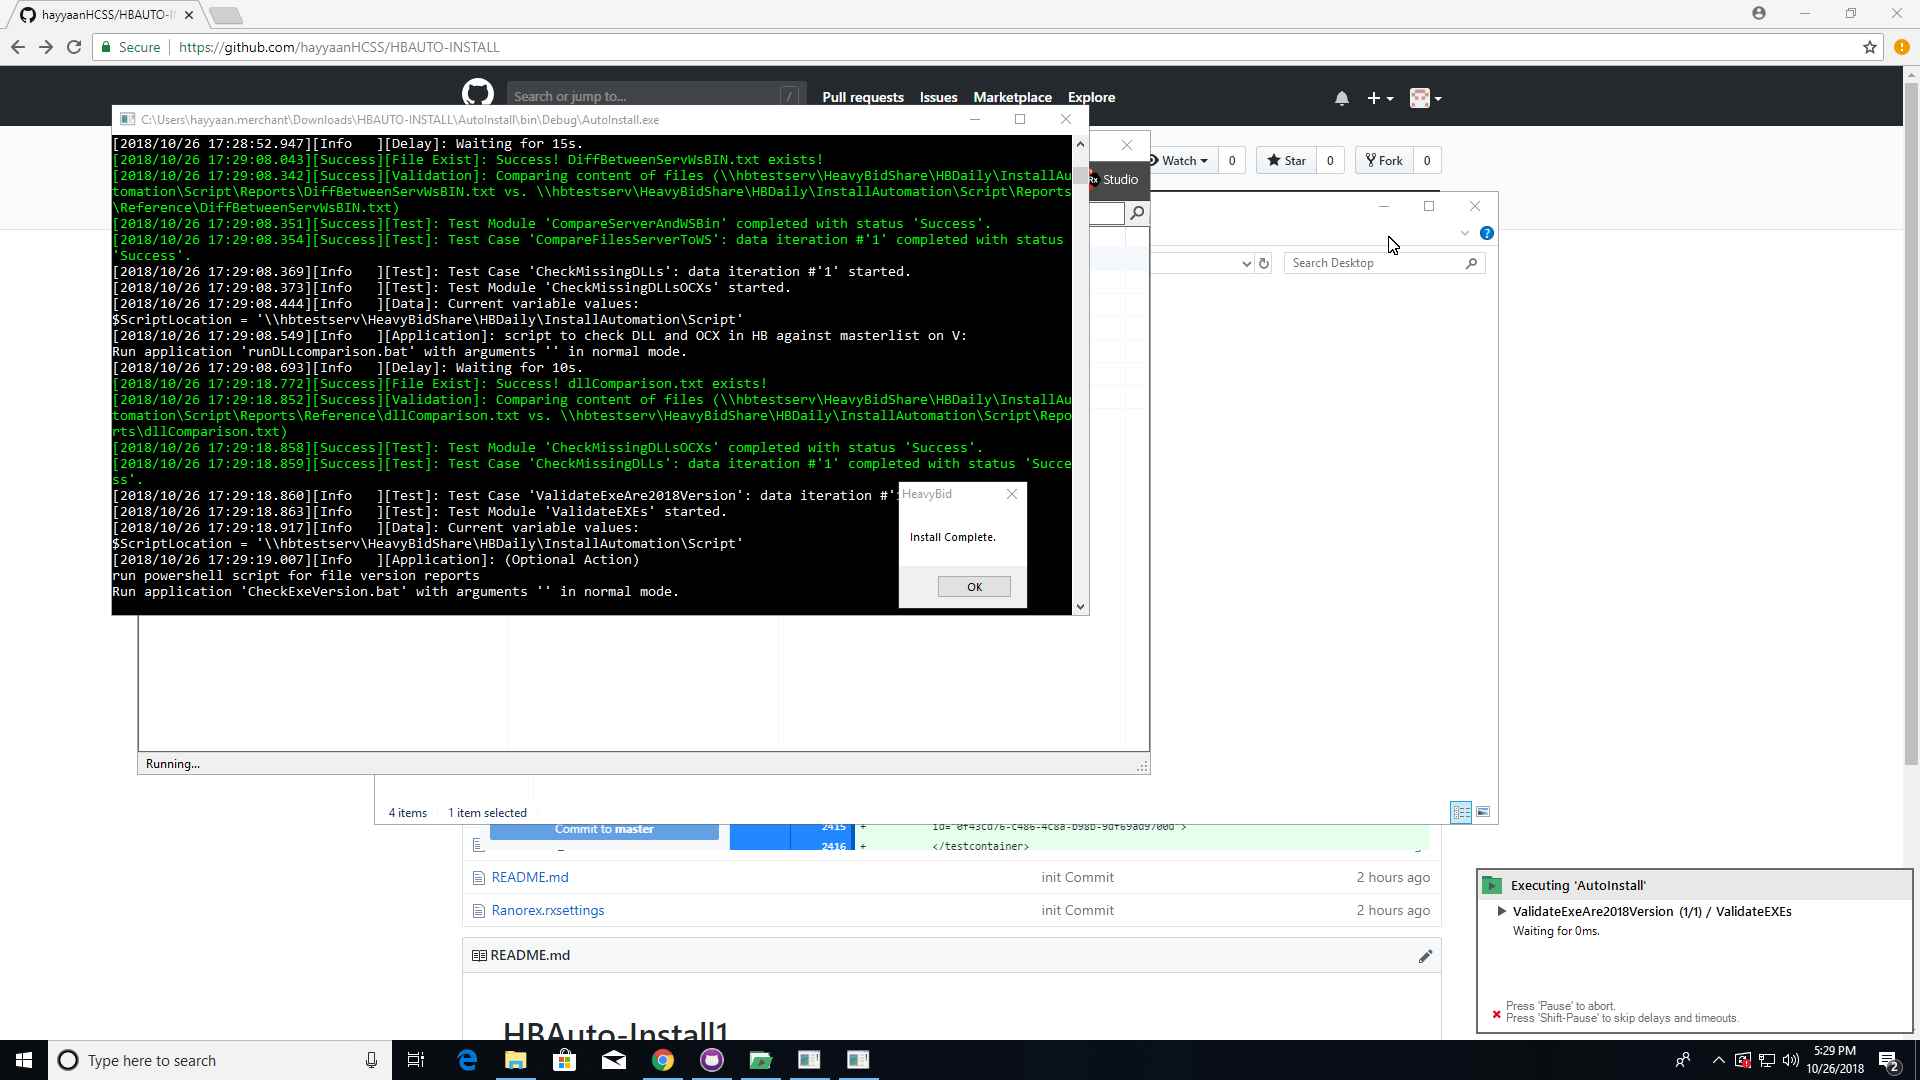 hayyaanHCSS/HBAUTO-I
Secure
https://github.com/hayyaanHCSS/HBAUTO-INSTALL
Search or jump to...
/
Pull requests
Issues
Marketplace
Explore
C:\Users\hayyaan.merchant\Downloads\HBAUTO-INSTALL\AutoInstall\bin\Debug\AutoInstall.exe
[2018/10/26 17:28:52.947][Info   ][Delay]: Waiting for 15s.
[2018/10/26 17:29:08.043][Success][File Exist]: Success! DiffBetweenServWsBIN.txt exists!
[2018/10/26 17:29:08.342][Success][Validation]: Comparing content of files (\\hbtestserv\HeavyBidShare\HBDaily\InstallAu
tomation\Script\Reports\DiffBetweenServWsBIN.txt vs. \\hbtestserv\HeavyBidShare\HBDaily\InstallAutomation\Script\Reports
\Reference\DiffBetweenServWsBIN.txt)
[2018/10/26 17:29:08.351][Success][Test]: Test Module 'CompareServerAndWSBin' completed with status 'Success'.
[2018/10/26 17:29:08.354][Success][Test]: Test Case 'CompareFilesServerToWS': data iteration #'1' completed with status
'Success'.
[2018/10/26 17:29:08.369][Info   ][Test]: Test Case 'CheckMissingDLLs': data iteration #'1' started.
[2018/10/26 17:29:08.373][Info   ][Test]: Test Module 'CheckMissingDLLsOCXs' started.
[2018/10/26 17:29:08.444][Info   ][Data]: Current variable values:
$ScriptLocation = '\\hbtestserv\HeavyBidShare\HBDaily\InstallAutomation\Script'
[2018/10/26 17:29:08.549][Info   ][Application]: script to check DLL and OCX in HB against masterlist on V:
Run application 'runDLLcomparison.bat' with arguments '' in normal mode.
[2018/10/26 17:29:08.693][Info   ][Delay]: Waiting for 10s.
[2018/10/26 17:29:18.772][Success][File Exist]: Success! dllComparison.txt exists!
[2018/10/26 17:29:18.852][Success][Validation]: Comparing content of files (\\hbtestserv\HeavyBidShare\HBDaily\InstallAu
tomation\Script\Reports\Reference\dllComparison.txt vs. \\hbtestserv\HeavyBidShare\HBDaily\InstallAutomation\Script\Repo
rts\dllComparison.txt)
[2018/10/26 17:29:18.858][Success][Test]: Test Module 'CheckMissingDLLsOCXs' completed with status 'Success'.
[2018/10/26 17:29:18.859][Success][Test]: Test Case 'CheckMissingDLLs': data iteration #'1' completed with status 'Succe
ss'.
[2018/10/26 17:29:18.860][Info   ][Test]: Test Case 'ValidateExeAre2018Version': data iteration #'
[2018/10/26 17:29:18.863][Info   ][Test]: Test Module 'ValidateEXEs' started.
[2018/10/26 17:29:18.917][Info   ][Data]: Current variable values:
$ScriptLocation = '\\hbtestserv\HeavyBidShare\HBDaily\InstallAutomation\Script'
[2018/10/26 17:29:19.007][Info   ][Application]: (Optional Action)
run powershell script for file version reports
Run application 'CheckExeVersion.bat' with arguments '' in normal mode.
HeavyBid
Install Complete.
OK
Watch
0
Star
0
Fork
0
Rx Studio
Search Desktop
Running...
4 items
1 item selected
Commit to master
2415
+
id="0f43cd76-c486-4c8a-b98b-9df69ad9700d">
2416
+
</testcontainer>
README.md
init Commit
2 hours ago
Ranorex.rxsettings
init Commit
2 hours ago
README.md
HBAuto-Install1
Executing 'AutoInstall'
ValidateExeAre2018Version (1/1) / ValidateEXEs
Waiting for 0ms.
Press 'Pause' to abort.
Press 'Shift-Pause' to skip delays and timeouts.
Type here to search
5:29 PM
10/26/2018
2